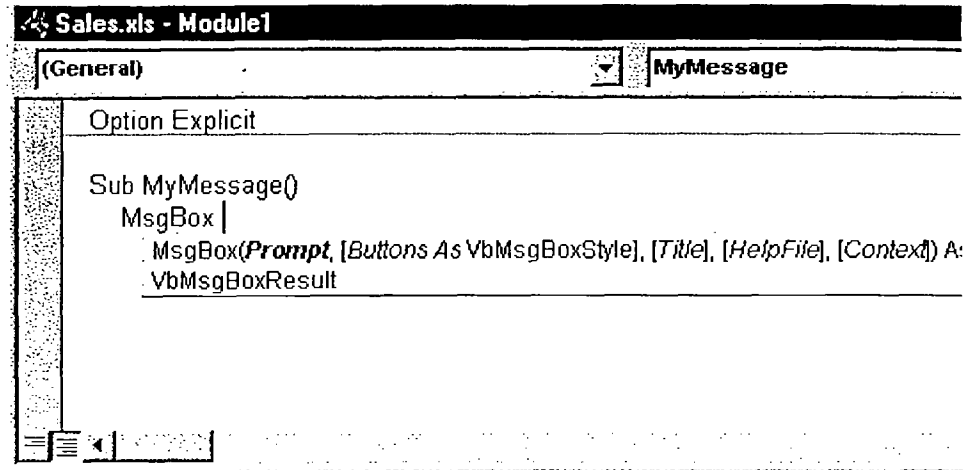 Sales.xls - Module1
(General) MyMessage
Option Explicit
Sub MyMessage()
MsgBox
MsgBox(Prompt, [Buttons As VbMsgBoxStyle], [Title], [HelpFile], [Context]) As
VbMsgBoxResult